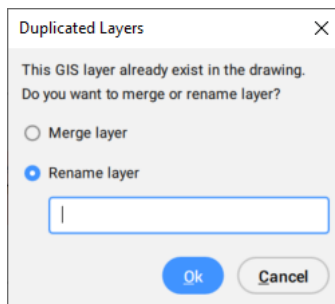 Duplicated Layers
This GIS layer already exist in the drawing.
Do you want to merge or rename layer?
Merge layer
Rename layer
Ok
Cancel